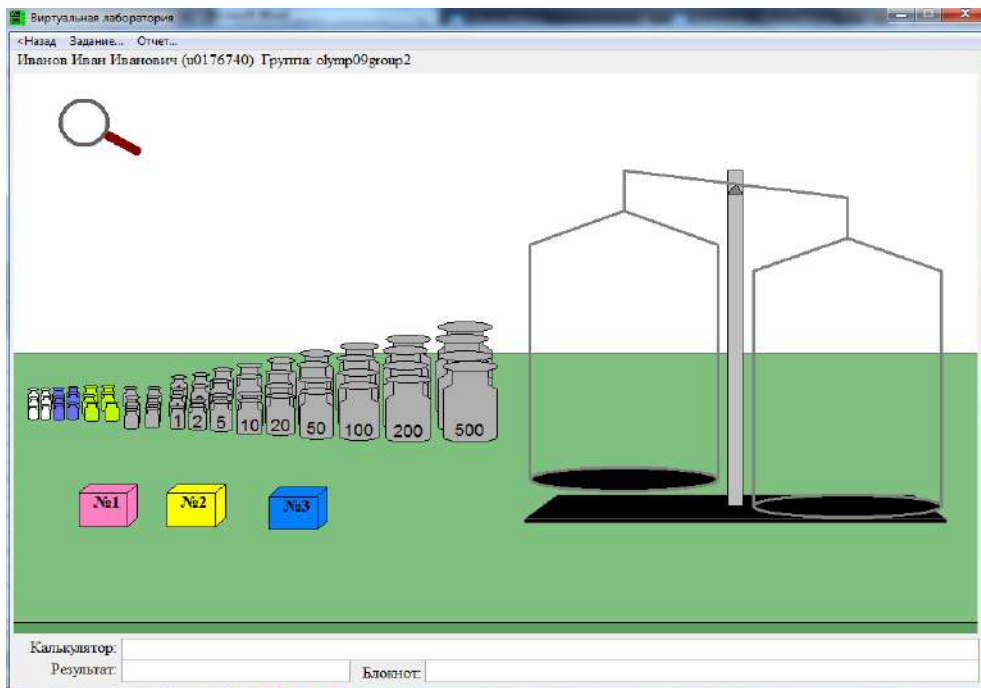 Виртуальная лаборатория
<Назад Задание... Отчет...
Иванов Иван Иванович (u0176740) Группа: olymp09group2
1 2 5 10 20 50 100 200 500
№1 №2 №3
Калькулятор:
Результат: Блокнот: